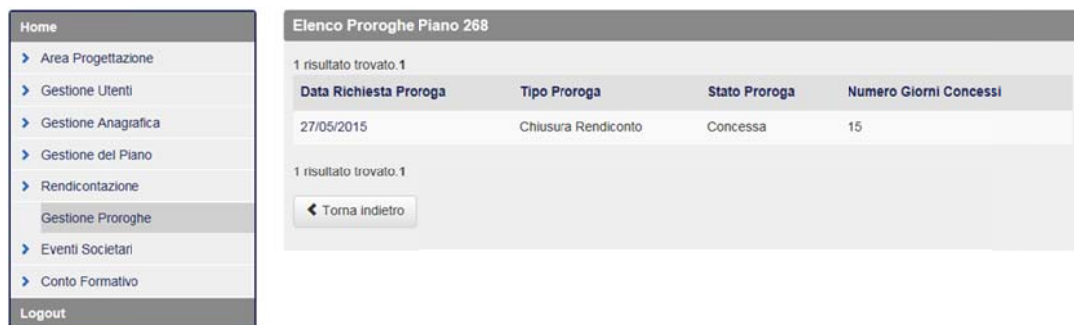 Home
Area Progettazione
Gestione Utenti
Gestione Anagrafica
Gestione del Piano
Rendicontazione
Gestione Proroghe
Eventi Societari
Conto Formativo
Logout
Elenco Proroghe Piano 268
1 risultato trovato.1
Data Richiesta Proroga Tipo Proroga Stato Proroga Numero Giorni Concessi
27/05/2015 Chiusura Rendiconto Concessa 15
1 risultato trovato.1
Torna indietro